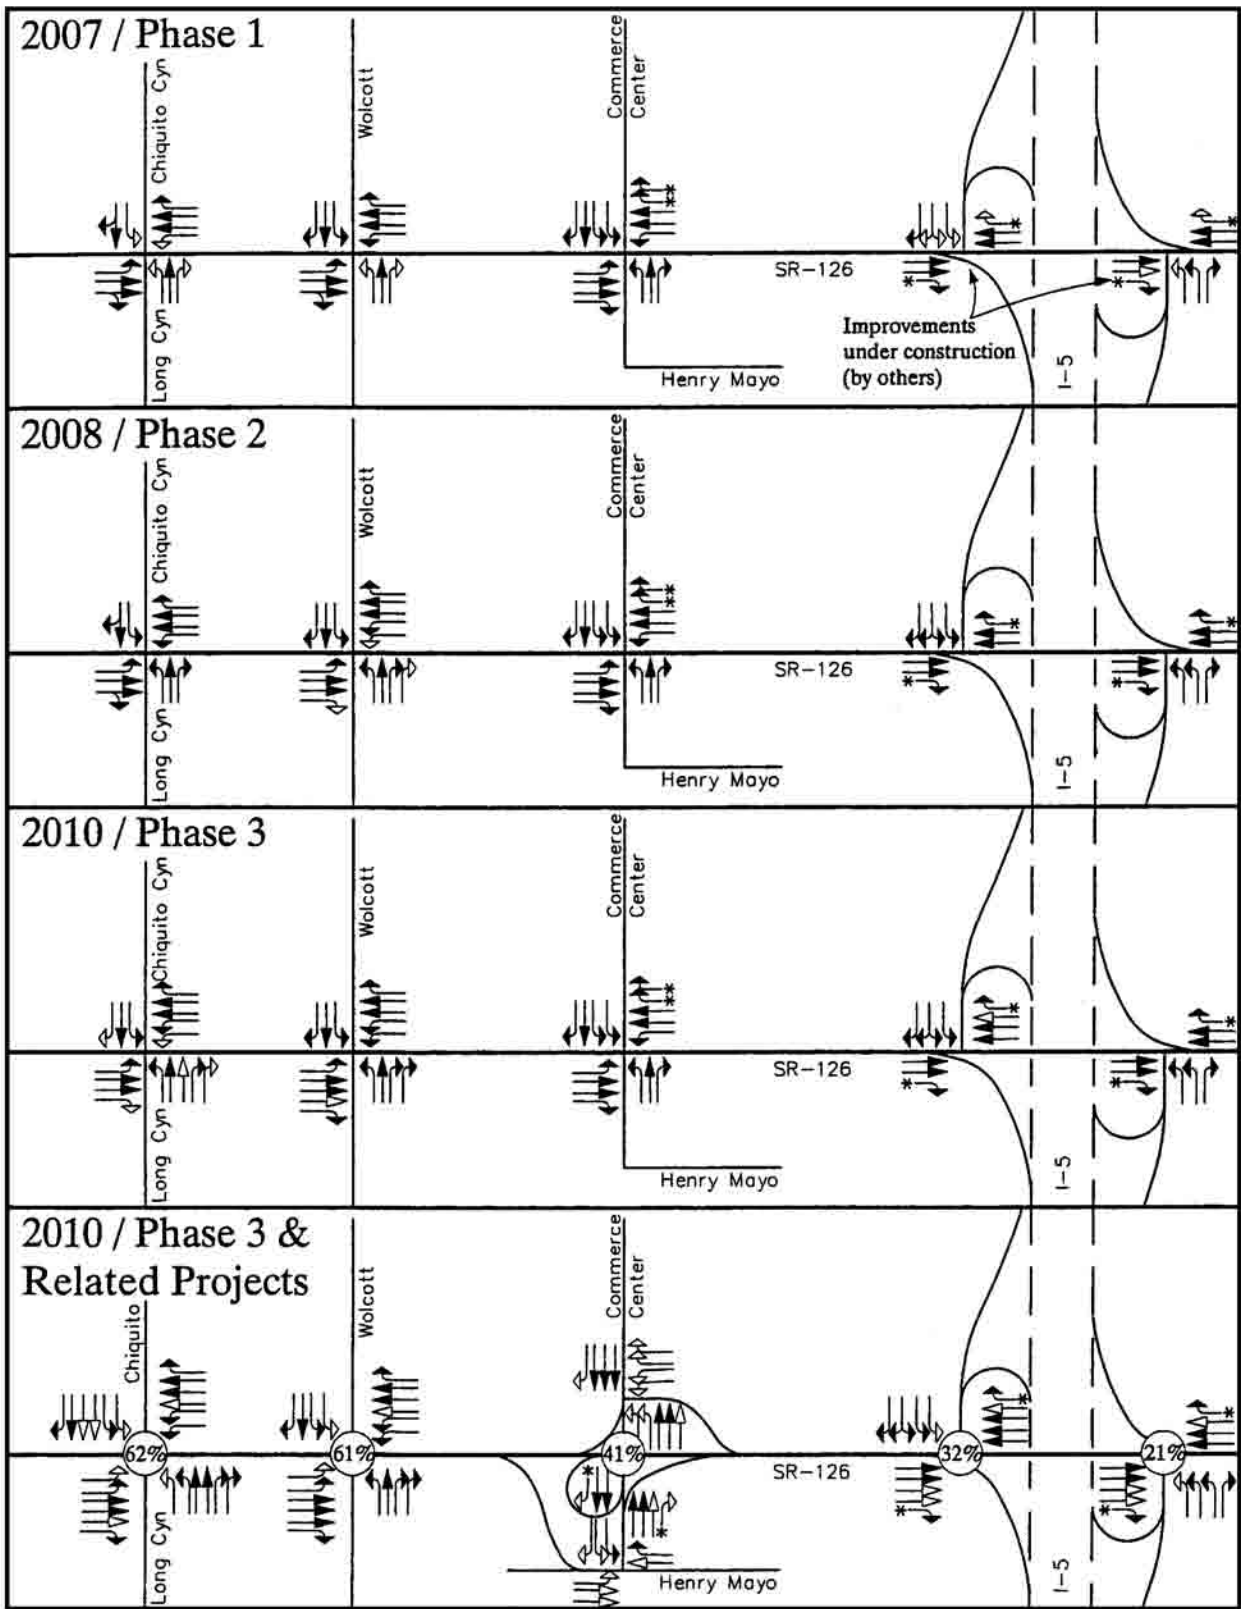 2007 / Phase 1
Chiquito Cyn
Wolcott
Commerce
Center
*
*
*
*
Long Cyn
SR-126
*
*
Improvements
under construction
(by others)
I-5
Henry Mayo
2008 / Phase 2
Chiquito Cyn
Wolcott
Commerce
Center
*
*
*
*
Long Cyn
SR-126
*
*
I-5
Henry Mayo
2010 / Phase 3
Chiquito Cyn
Wolcott
Commerce
Center
*
*
*
*
Long Cyn
SR-126
*
*
I-5
Henry Mayo
2010 / Phase 3 &
Related Projects
Chiquito
Wolcott
Commerce
Center
*
*
62%
61%
41%
32%
21%
SR-126
*
*
*
*
Long Cyn
I-5
Henry Mayo